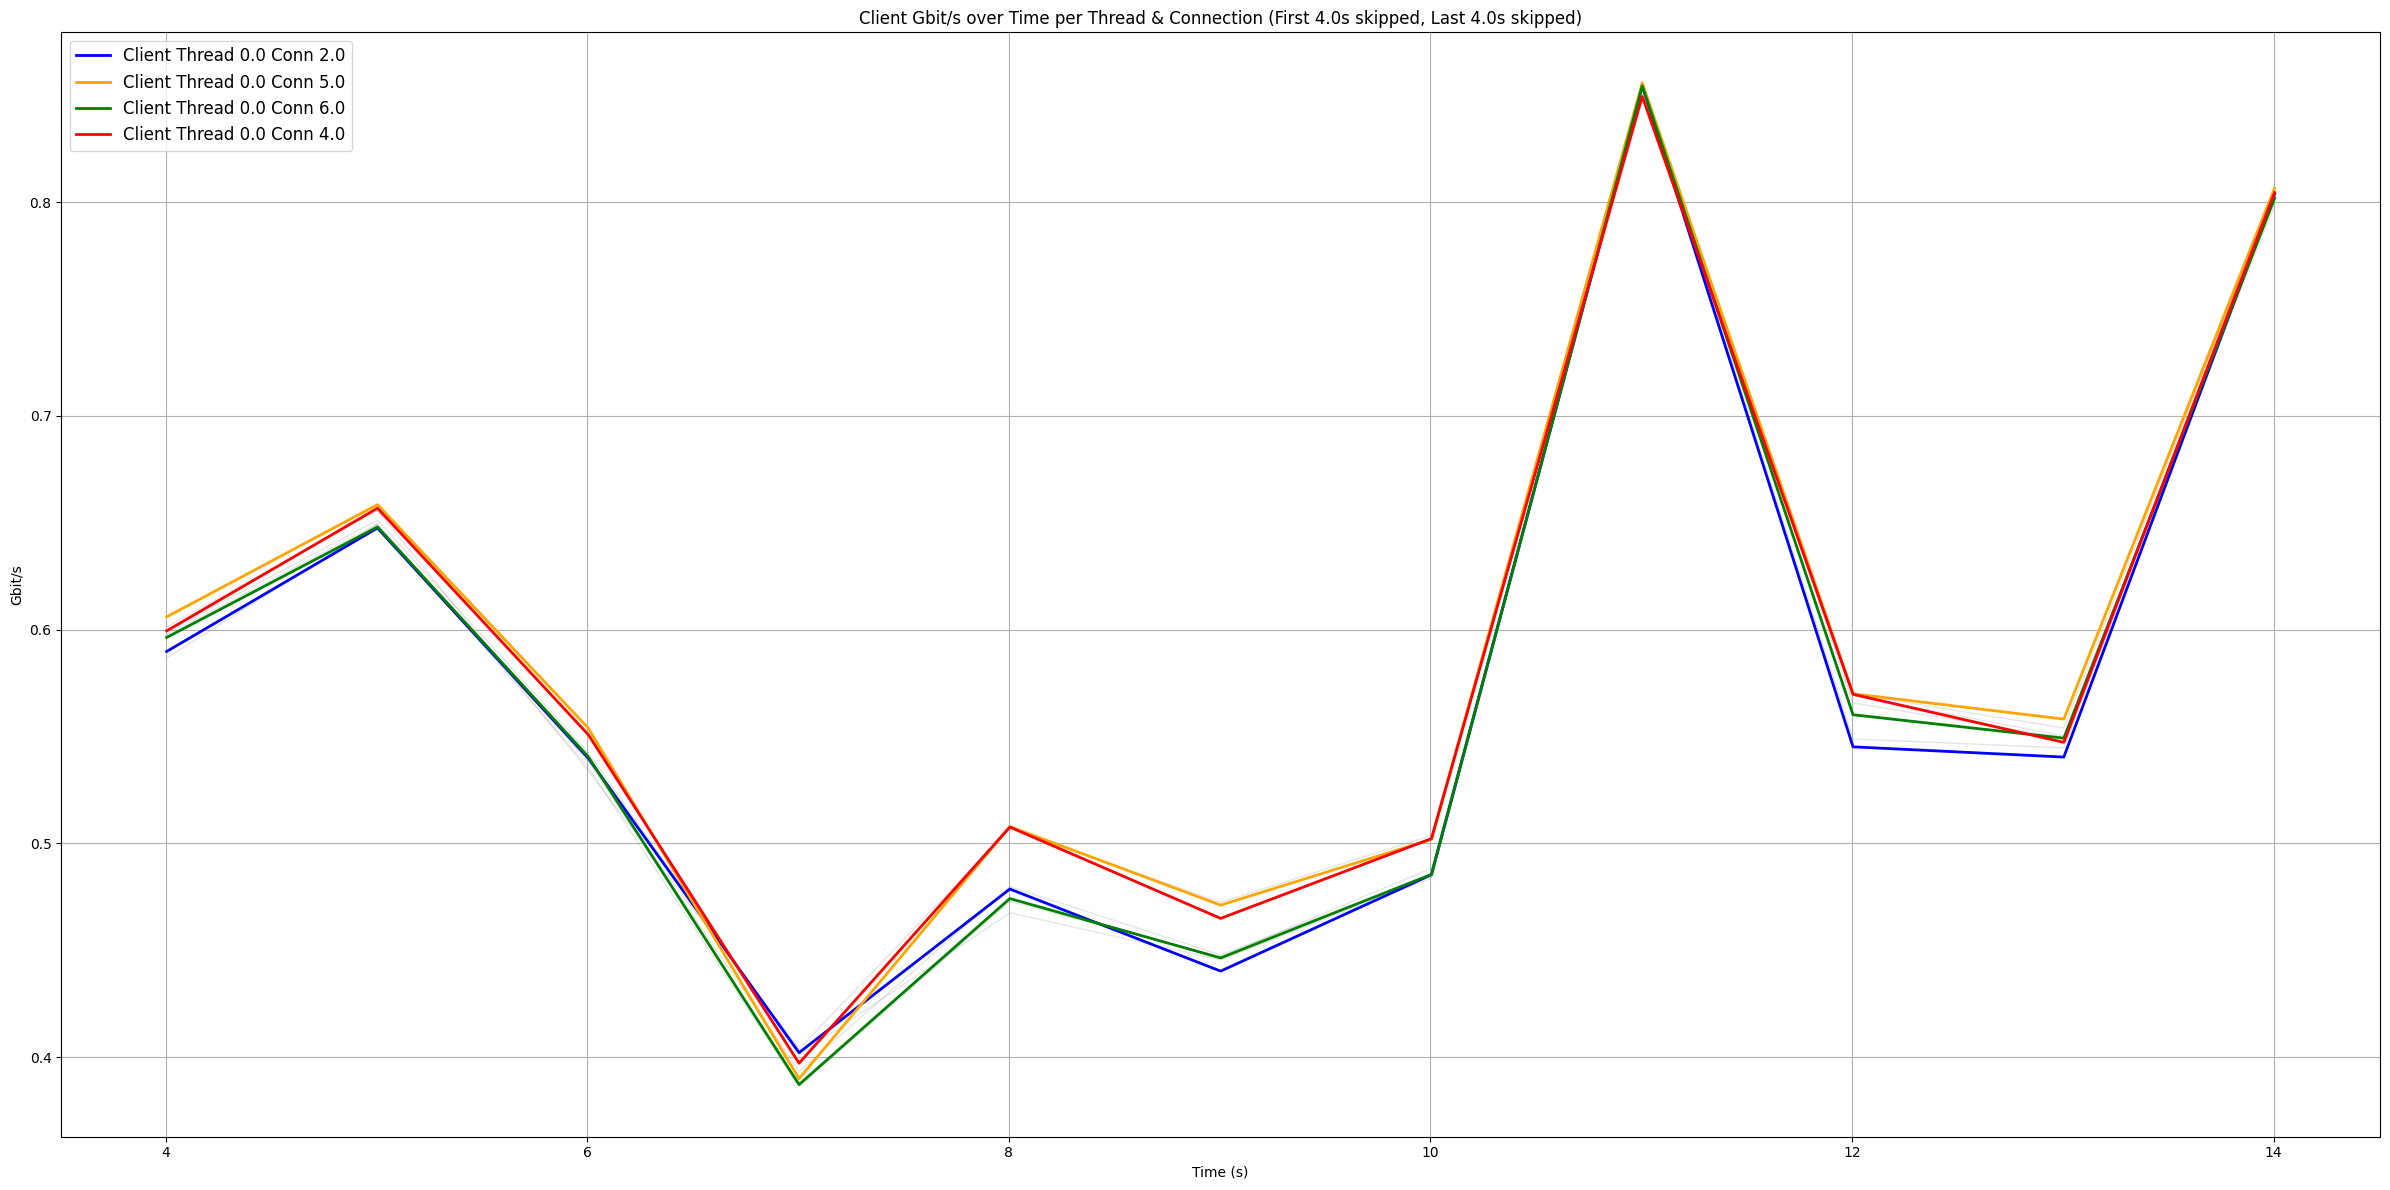 Client Gbit/s over Time per Thread & Connection (First 4.0s skipped, Last 4.0s skipped)
Client Thread 0.0 Conn 2.0
Client Thread 0.0 Conn 5.0
Client Thread 0.0 Conn 6.0
Client Thread 0.0 Conn 4.0
Gbit/s
0.8
0.7
0.6
0.5
0.4
4
6
8
10
12
14
Time (s)